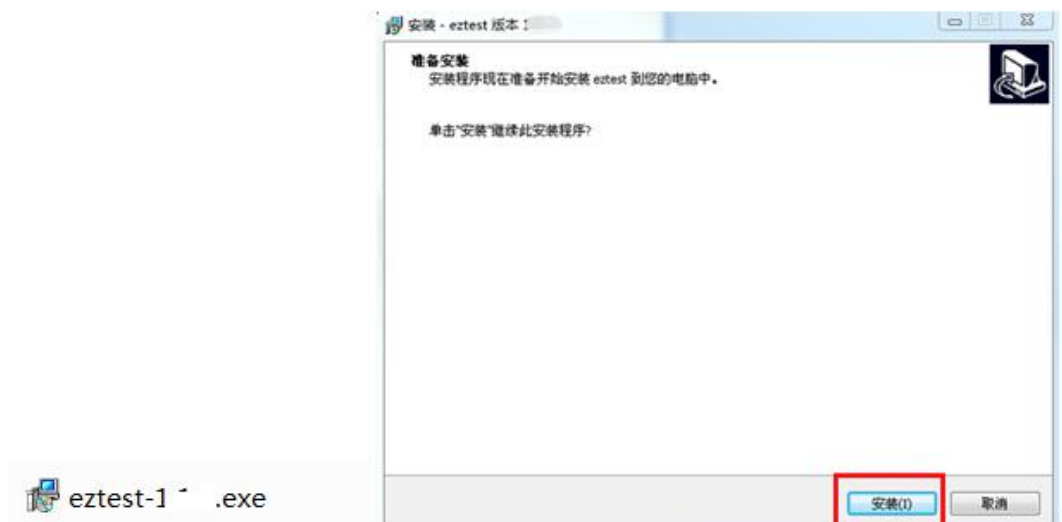 安装 - eztest 版本 1
准备安装
安装程序现在准备开始安装 eztest 到您的电脑中。
单击"安装"继续此安装程序?
eztest-1 .exe
安装(I)
取消